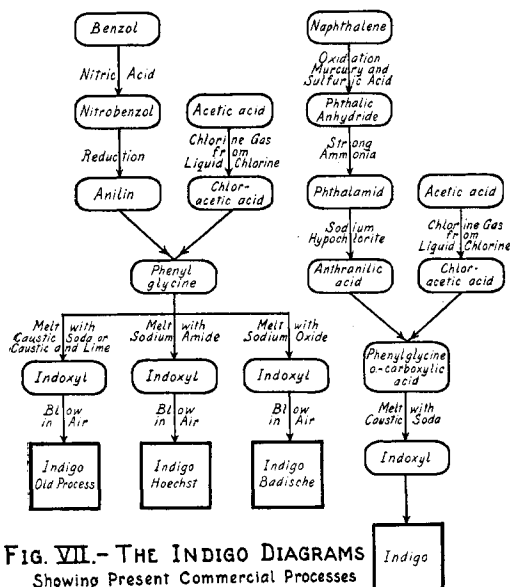 Benzol
Nitric Acid
Nitrobenzol
Reduction
Anilin
Acetic acid
Chlorine Gas
from
Liquid Chlorine
Chlor-
acetic acid
Phenyl
glycine
Melt with
Caustic Soda or
Caustic and Lime
Indoxyl
Blow
in Air
Indigo
Old Process
Melt with
Sodium Amide
Indoxyl
Blow
in Air
Indigo
Hoechst
Melt with
Sodium Oxide
Indoxyl
Blow
in Air
Indigo
Badische
Naphthalene
Oxidation
Murcury and
Sulfuric Acid
Phthalic
Anhydride
Strong
Ammonia
Phthalamid
Sodium
Hypochlorite
Anthranilic
acid
Acetic acid
Chlorine Gas
from
Liquid Chlorine
Chlor-
acetic acid
Phenylglycine
o-carboxylic
acid
Melt with
Caustic Soda
Indoxyl
Indigo
FIG. VII.- THE INDIGO DIAGRAMS
Showing Present Commercial Processes